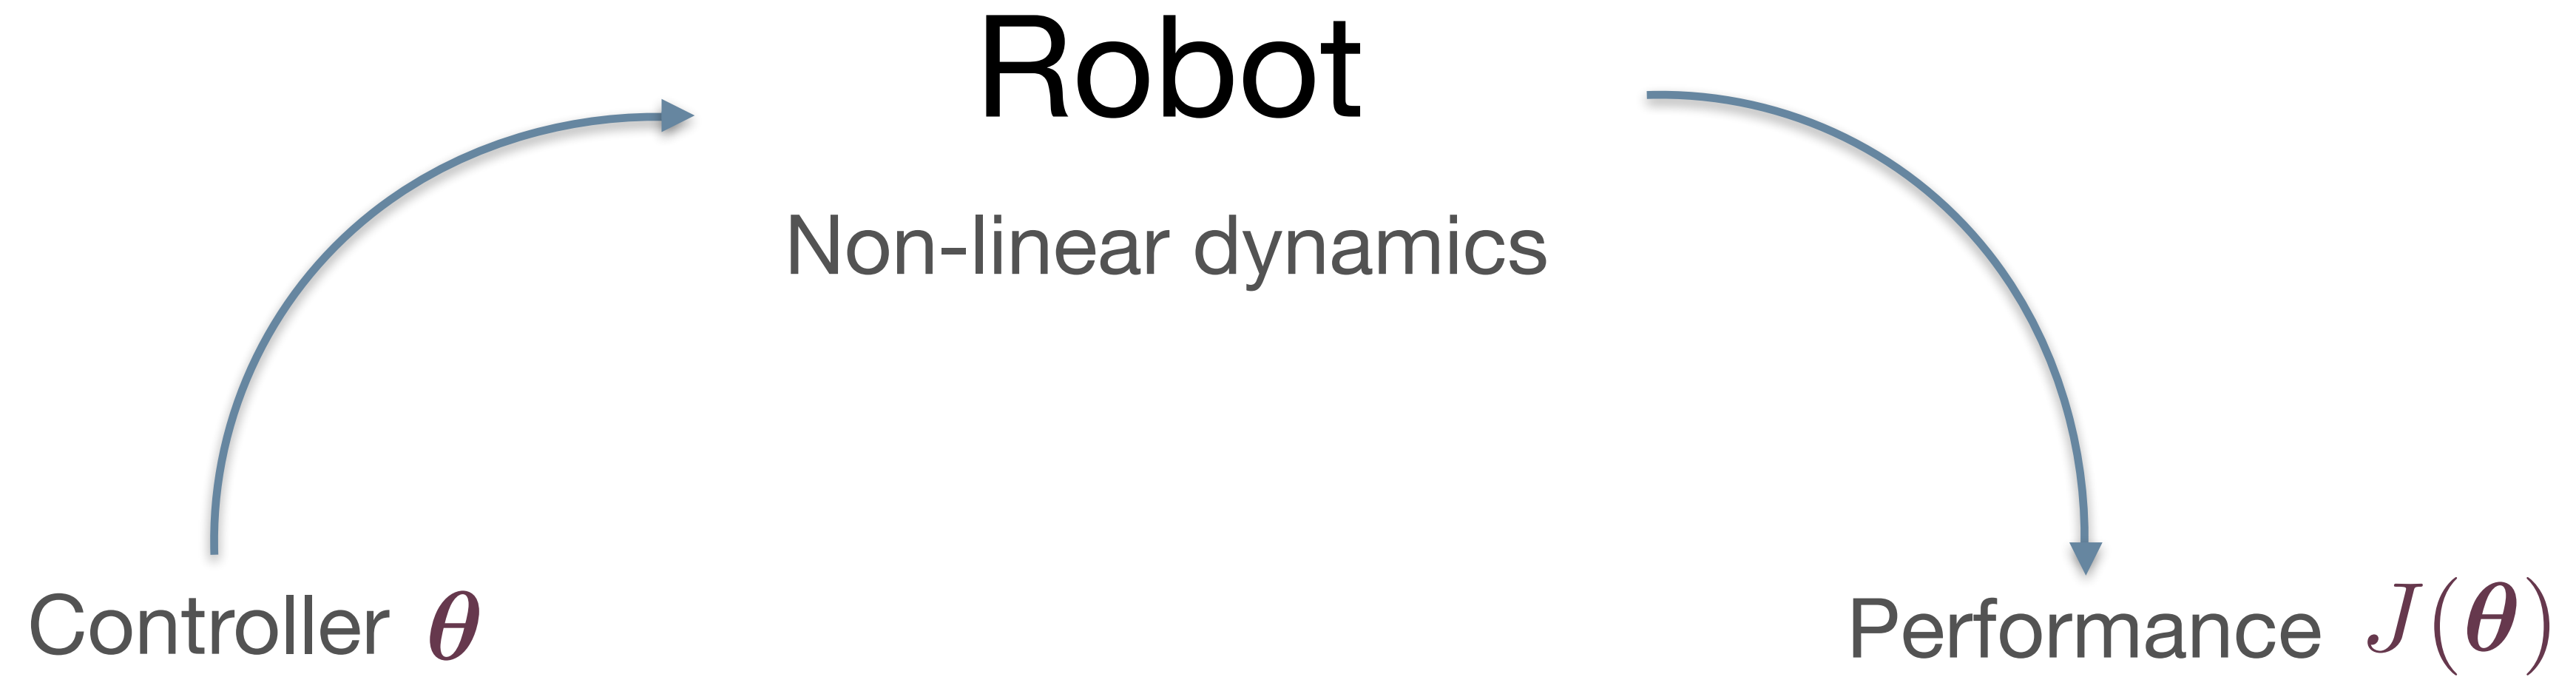 Robot
Non-linear dynamics
Controller θ
Performance J(θ)